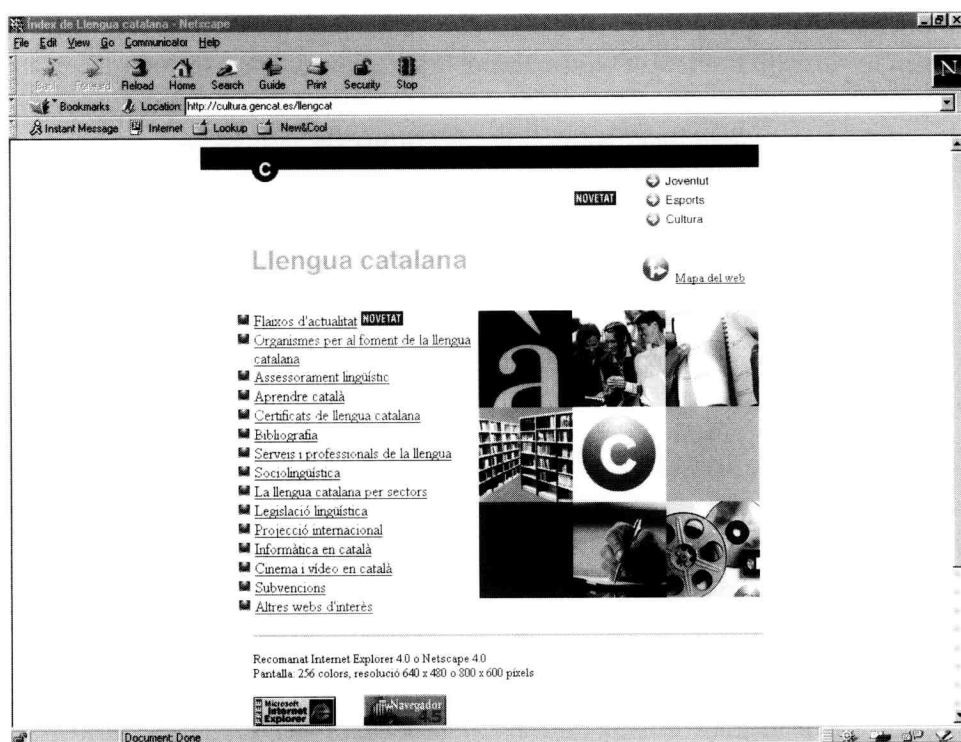 Índex de Llengua catalana - Netscape
File Edit View Go Communicator Help
Back Forward Reload Home Search Guide Print Security Stop
N
Bookmarks Location: http://cultura.gencat.es/llengcat
Instant Message Internet Lookup New&Cool
C
Joventut
NOVETAT Esports
Cultura
Llengua catalana
Mapa del web
Flaixos d'actualitat NOVETAT
Organismes per al foment de la llengua
catalana
Assessorament lingüístic
Aprendre català
Certificats de llengua catalana
Bibliografia
Serveis i professionals de la llengua
Sociolingüística
La llengua catalana per sectors
Legislació lingüística
Projecció internacional
Informàtica en català
Cinema i vídeo en català
Subvencions
Altres webs d'interès
à
C
Recomanat Internet Explorer 4.0 o Netscape 4.0
Pantalla: 256 colors, resolució 640 x 480 o 800 x 600 píxels
FREE Microsoft Internet Explorer
Navegador 4.5
Document: Done